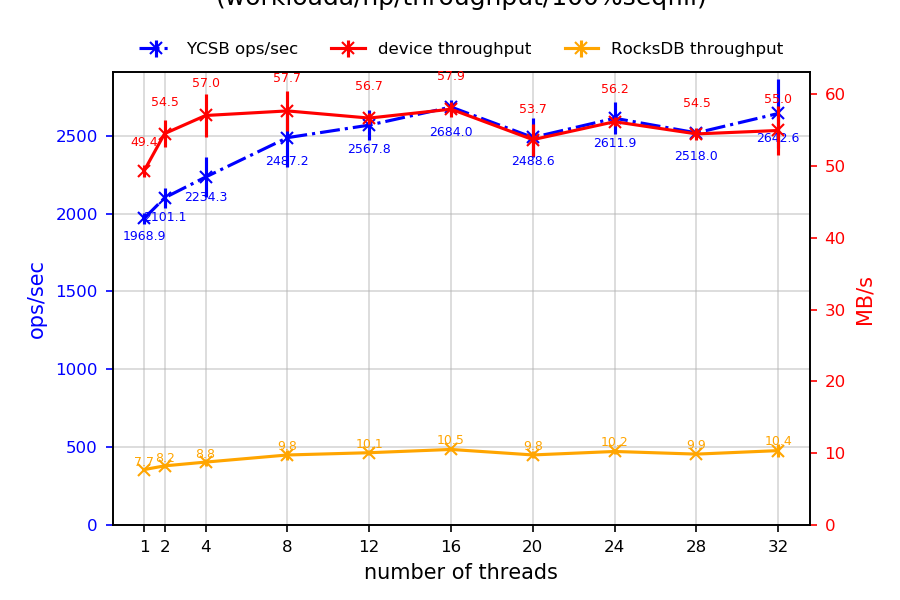 (workloada/hp/throughput/100%seqfill)
YCSB ops/sec device throughput RocksDB throughput
57.0 57.7 57.9
54.5 56.7 56.2 54.5 55.0 60
53.7
49.4
2500 2684.0 2642.6
2567.8 2611.9
2487.2 2488.6 2518.0 50
2234.3
2000 2101.1
1968.9 40
1500 30
ops/sec MB/s
1000 20
500 7.7 8.2 8.8 9.8 10.1 10.5 9.8 10.2 9.9 10.4 10
0 0
1 2 4 8 12 16 20 24 28 32
number of threads